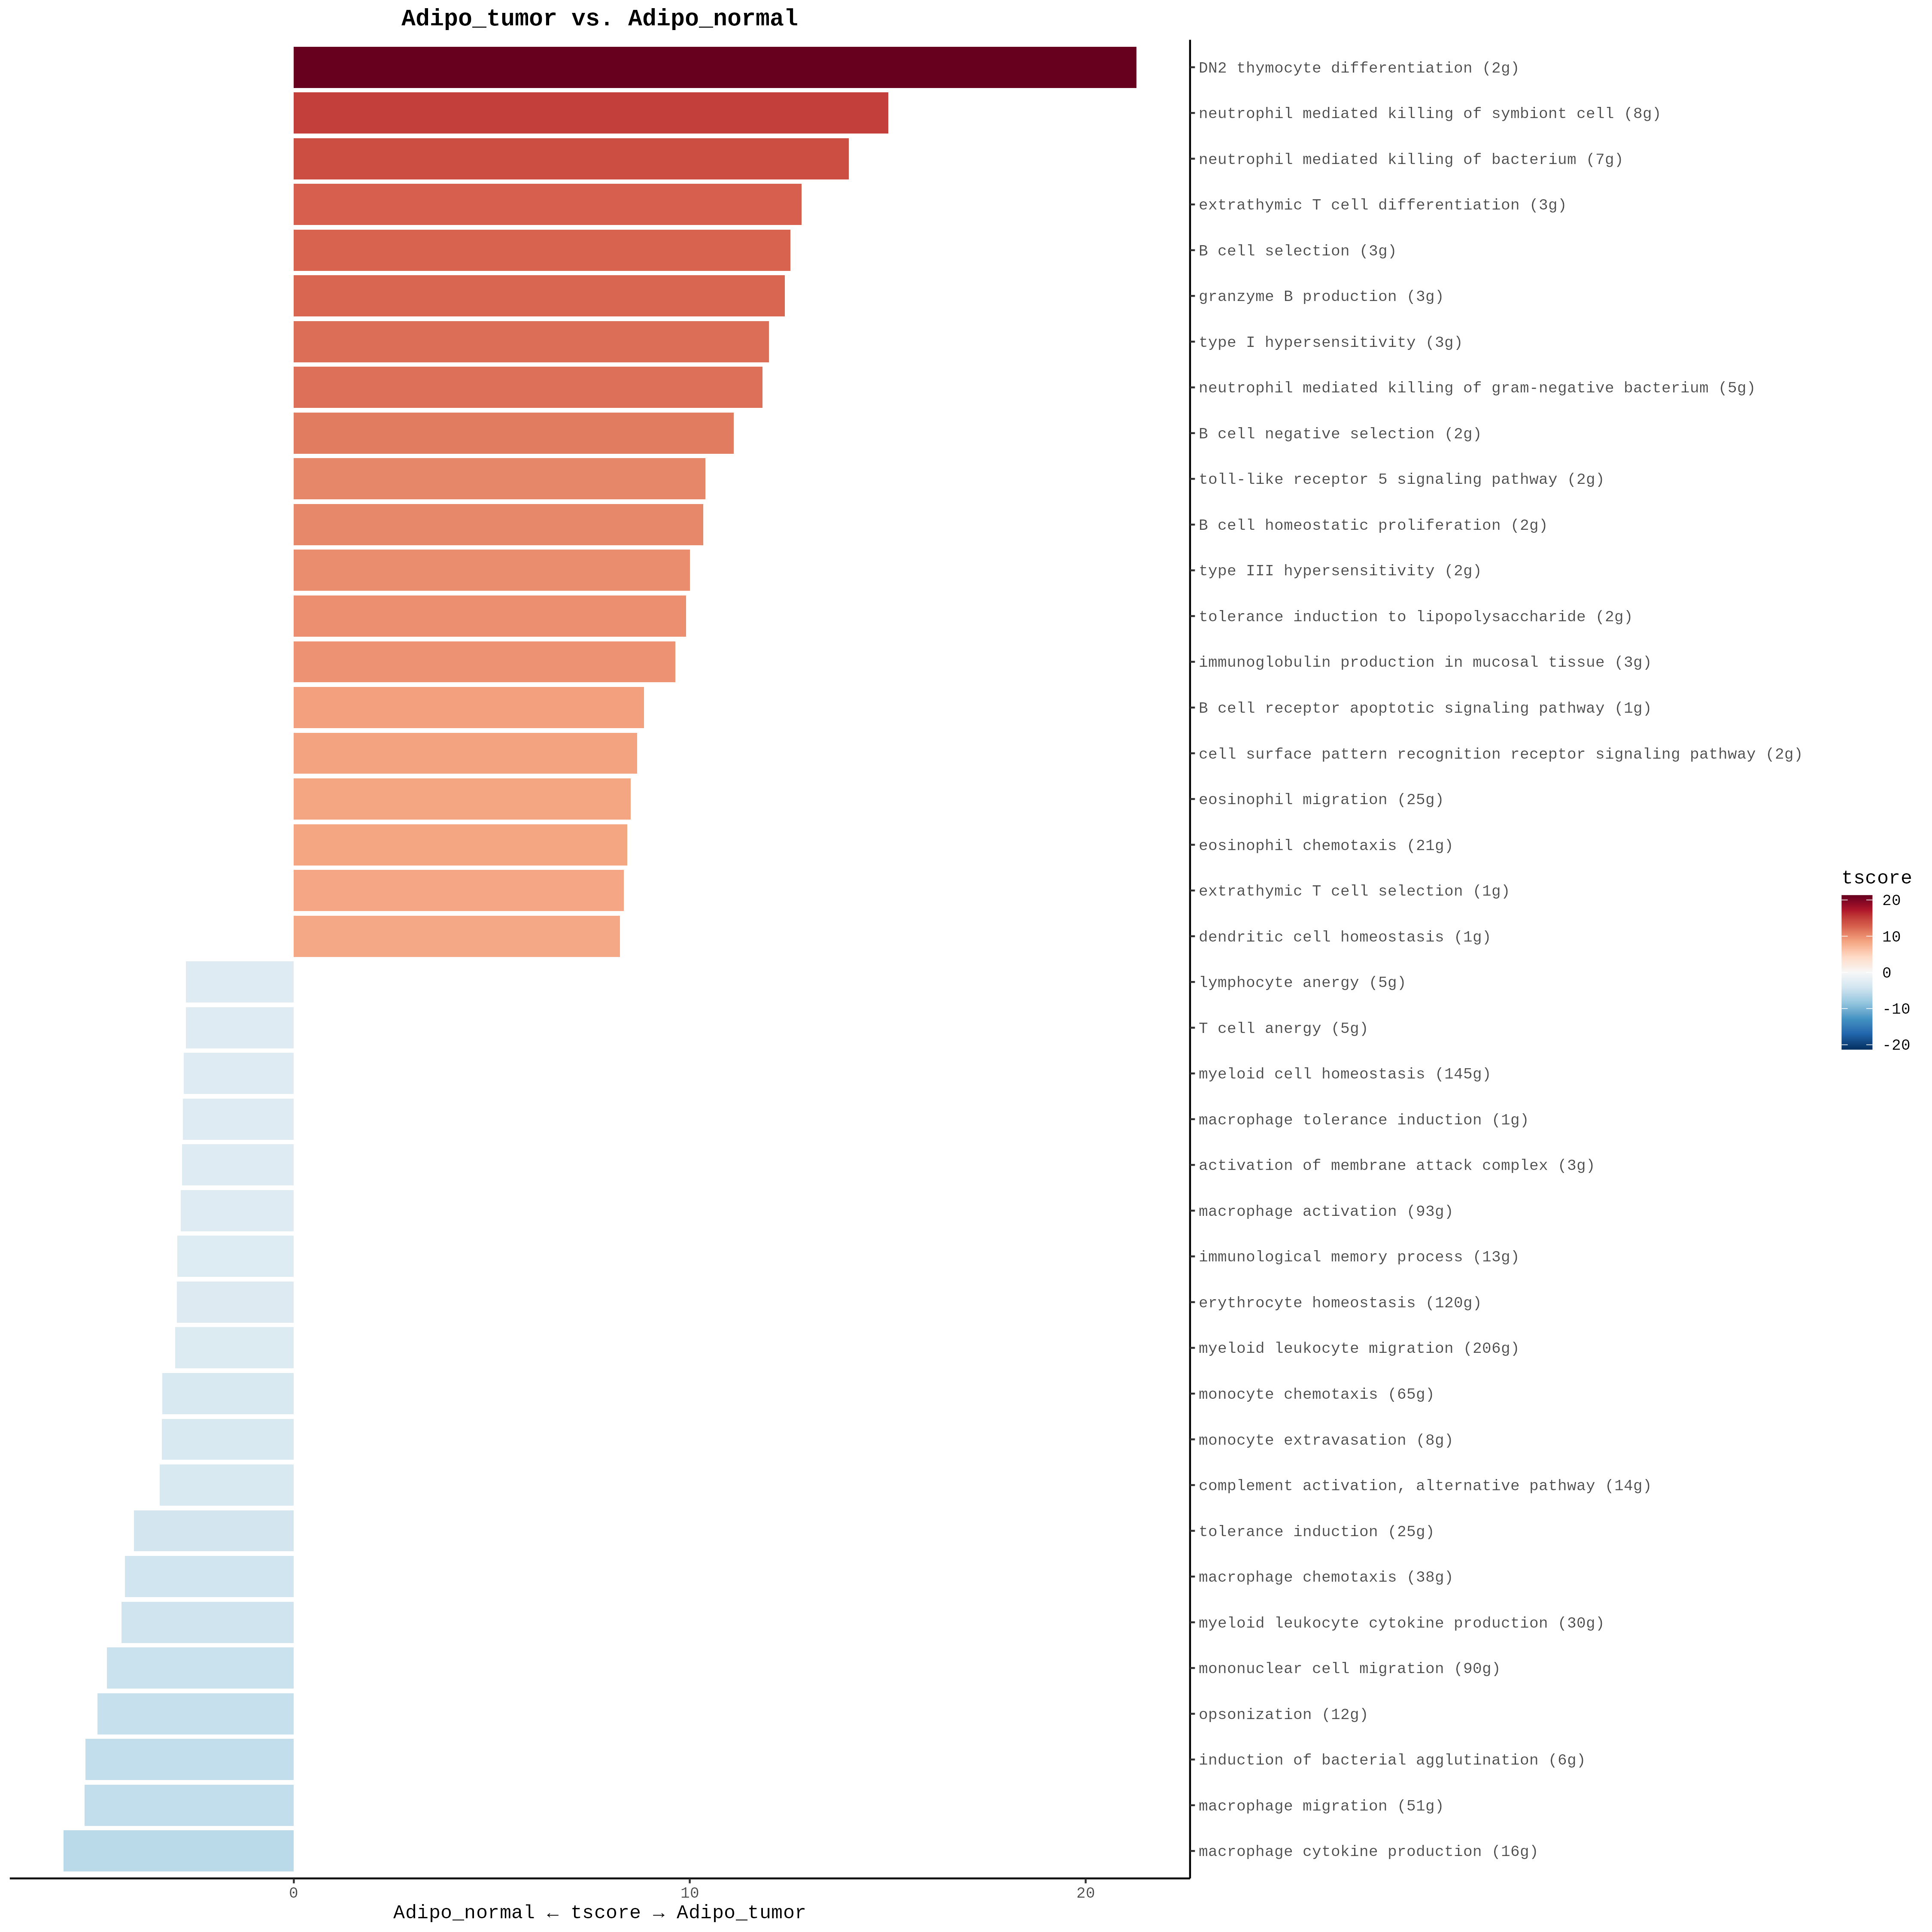 Adipo_tumor vs. Adipo_normal
DN2 thymocyte differentiation (2g)
neutrophil mediated killing of symbiont cell (8g)
neutrophil mediated killing of bacterium (7g)
extrathymic T cell differentiation (3g)
B cell selection (3g)
granzyme B production (3g)
type I hypersensitivity (3g)
neutrophil mediated killing of gram-negative bacterium (5g)
B cell negative selection (2g)
toll-like receptor 5 signaling pathway (2g)
B cell homeostatic proliferation (2g)
type III hypersensitivity (2g)
tolerance induction to lipopolysaccharide (2g)
immunoglobulin production in mucosal tissue (3g)
B cell receptor apoptotic signaling pathway (1g)
cell surface pattern recognition receptor signaling pathway (2g)
eosinophil migration (25g)
eosinophil chemotaxis (21g)
extrathymic T cell selection (1g)
dendritic cell homeostasis (1g)
lymphocyte anergy (5g)
T cell anergy (5g)
myeloid cell homeostasis (145g)
macrophage tolerance induction (1g)
activation of membrane attack complex (3g)
macrophage activation (93g)
immunological memory process (13g)
erythrocyte homeostasis (120g)
myeloid leukocyte migration (206g)
monocyte chemotaxis (65g)
monocyte extravasation (8g)
complement activation, alternative pathway (14g)
tolerance induction (25g)
macrophage chemotaxis (38g)
myeloid leukocyte cytokine production (30g)
mononuclear cell migration (90g)
opsonization (12g)
induction of bacterial agglutination (6g)
macrophage migration (51g)
macrophage cytokine production (16g)
0 10 20
Adipo_normal ← tscore → Adipo_tumor
tscore
20
10
0
-10
-20